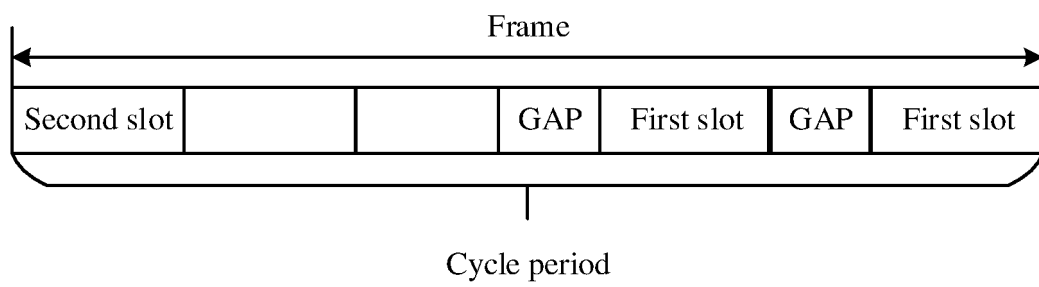 Frame
Second slot GAP First slot GAP First slot
Cycle period